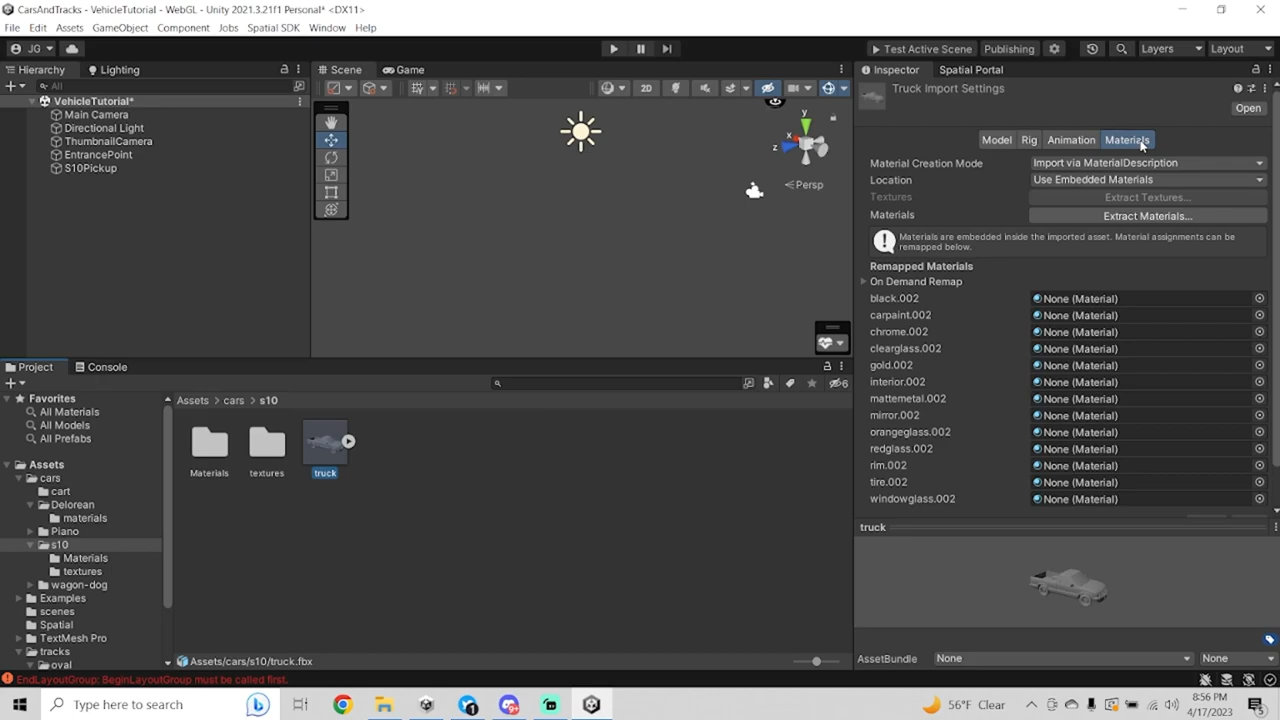 CarsAndTracks - VehicleTutorial - WebGL - Unity 2021.3.21f1 Personal* <DX11>
File Edit Assets GameObject Component Jobs Spatial SDK Window Help
JG Test Active Scene Publishing Layers Layout
Hierarchy Lighting Scene Game Inspector Spatial Portal
All 2D Truck Import Settings
VehicleTutorial* Open
Main Camera
Directional Light
ThumbnailCamera
EntrancePoint
S10Pickup
y
x
z
Persp
Model Rig Animation Materials
Material Creation Mode Import via MaterialDescription
Location Use Embedded Materials
Textures Extract Textures...
Materials Extract Materials...
Materials are embedded inside the imported asset. Material assignments can be
remapped below.
Remapped Materials
On Demand Remap
black.002 None (Material)
carpaint.002 None (Material)
chrome.002 None (Material)
clearglass.002 None (Material)
gold.002 None (Material)
interior.002 None (Material)
mattemetal.002 None (Material)
mirror.002 None (Material)
orangeglass.002 None (Material)
redglass.002 None (Material)
rim.002 None (Material)
tire.002 None (Material)
windowglass.002 None (Material)
truck
AssetBundle None None
Project Console
6
Favorites
All Materials
All Models
All Prefabs
Assets
cars
cart
Delorean
materials
Piano
s10
Materials
textures
wagon-dog
Examples
scenes
Spatial
TextMesh Pro
tracks
oval
Assets > cars > s10
Materials textures truck
Assets/cars/s10/truck.fbx
EndLayoutGroup: BeginLayoutGroup must be called first.
Type here to search
56°F Clear
8:56 PM
4/17/2023